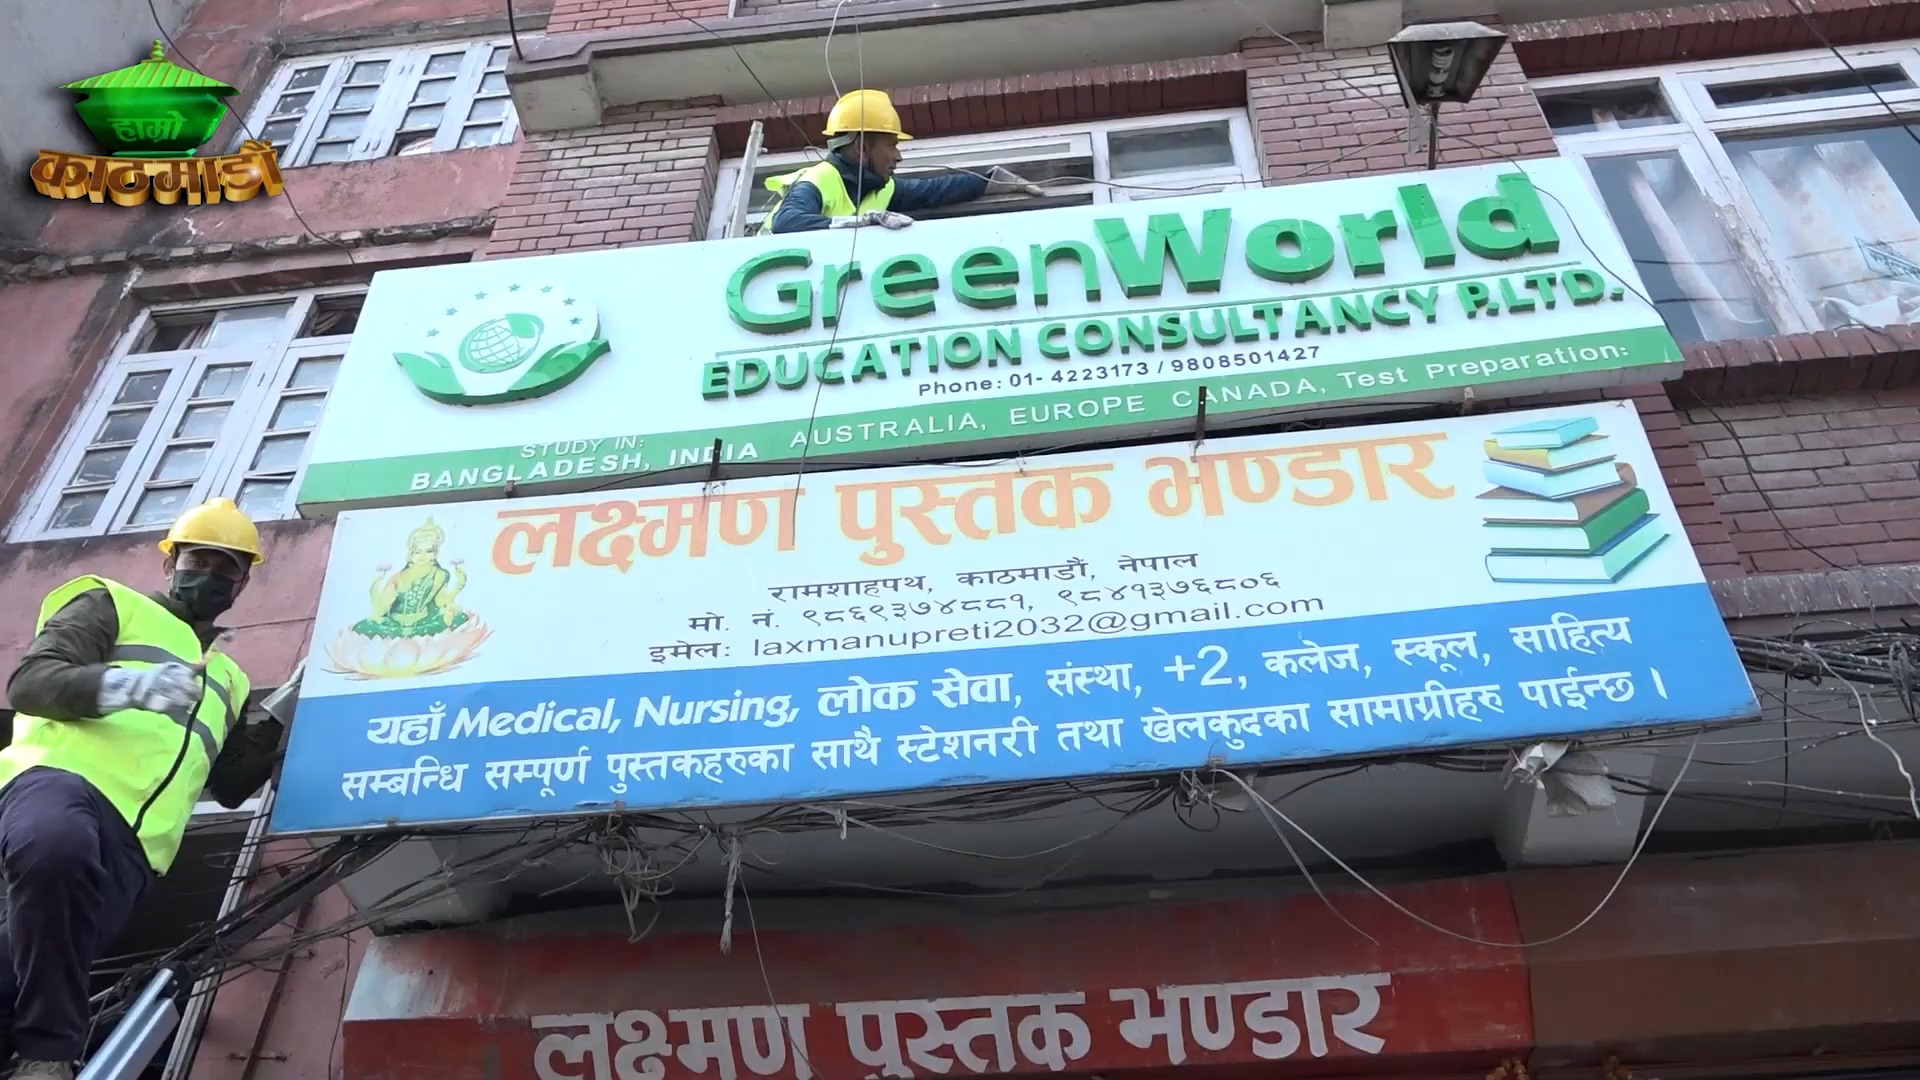 हाम्रो
काठमाडौं
GreenWorld
EDUCATION CONSULTANCY P.LTD.
Phone: 01- 4223173 / 9808501427
STUDY IN:
BANGLADESH, INDIA AUSTRALIA, EUROPE CANADA, Test Preparation:
लक्ष्मण पुस्तक भण्डार
रामशाहपथ, काठमाडौं, नेपाल
मो. नं. ९८६९३७४८८१, ९८४१३७६८०६
इमेल: laxmanupreti2032@gmail.com
यहाँ Medical, Nursing, लोक सेवा, संस्था, +2, कलेज, स्कूल, साहित्य
सम्बन्धि सम्पूर्ण पुस्तकहरुका साथै स्टेशनरी तथा खेलकुदका सामाग्रीहरु पाईन्छ ।
लक्ष्मण पुस्तक भण्डार